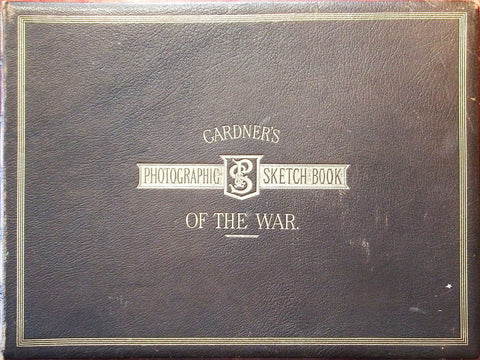 GARDNER'S
PHOTOGRAPHIC SKETCH BOOK
OF THE WAR.